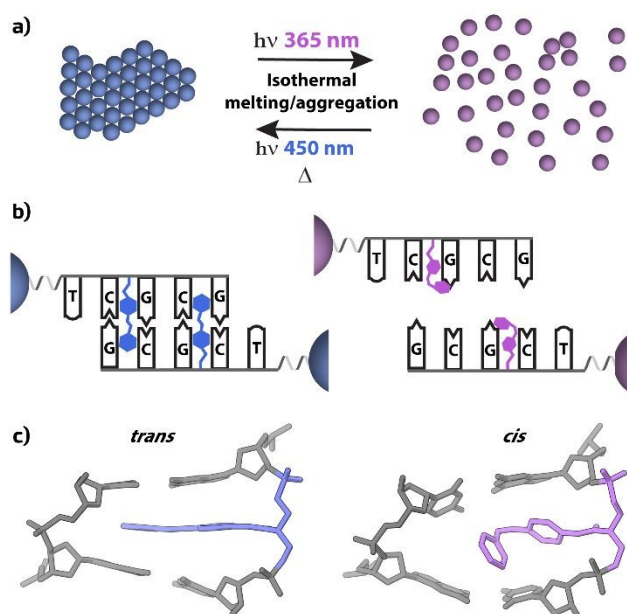 a)
hν 365 nm
Isothermal
melting/aggregation
hν 450 nm
Δ
b)
T C G C G
G C G C T
T C G C G
G C G C T
c)
trans
cis